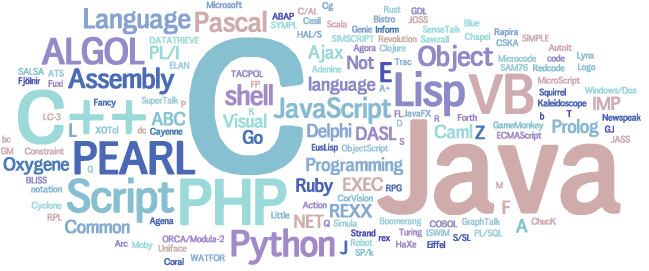 Microsoft
Language Pascal ABAP C/AL Cg Rust GDL
SYMPL Cesil Scala Bistro JOSS
DATATRIEVE HAL/S Genie Inform SenseTalk Blue
ALGOL PL/I SIMSCRIPT Revolution Sawzall Chapel Rapira
ELAN Ajax Agora Clojure CSKA SIMPLE
Not Object AutoIt
SALSA ATS Assembly C TACPOL Adenine E Trac Microcode code Lynx
Fjölnir Fuxi FP SAM76 Redcode Logo
shell language A+ Lisp VB MicroScript
C++ Fancy SuperTalk P K JavaScript Squirrel Windows/Dos
LC-3 ABC Visual FL JavaFX Kaleidoscope IMP
L XOTcl dc Cayenne Go Delphi DASL D R Forth b T Newspeak
bc S Caml Z GameMonkey Prolog GJ
GM Constraint PEARL EusLisp ObjectScript ECMAScript JASS
Oxygene G Programming Java
BLISS
notation Script PHP Ruby EXEC RPG M
Cyclone CorVision F
RPL Common Agena Little Action REXX Boomerang COBOL GraphTalk A ChucK
NET Q Simula
Arc Moby ORCA/Modula-2 Python Strand rex Turing ISWIM S/SL PL/SQL
Uniface J Robot HaXe Eiffel
Coral WATFOR SP/k